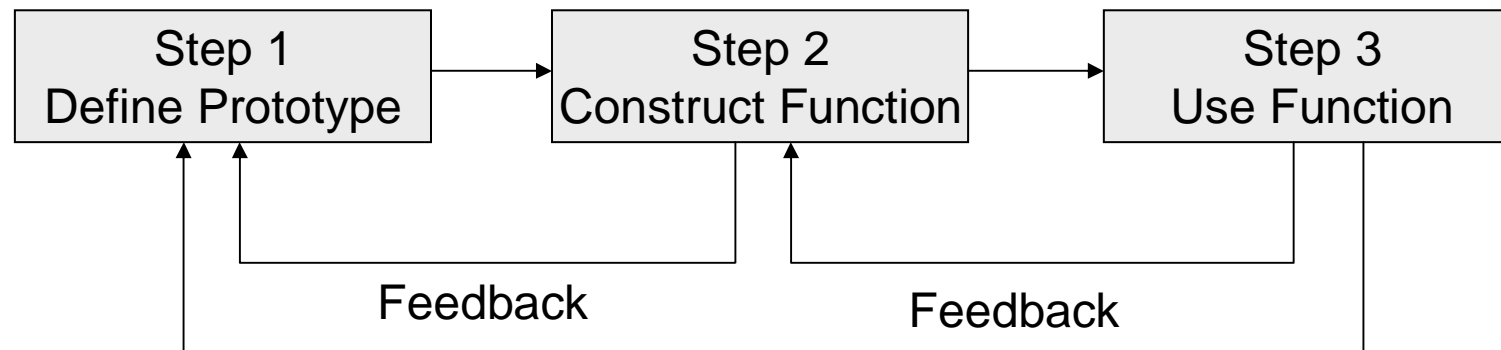 Step 1
Define Prototype
Step 2
Construct Function
Step 3
Use Function
Feedback
Feedback